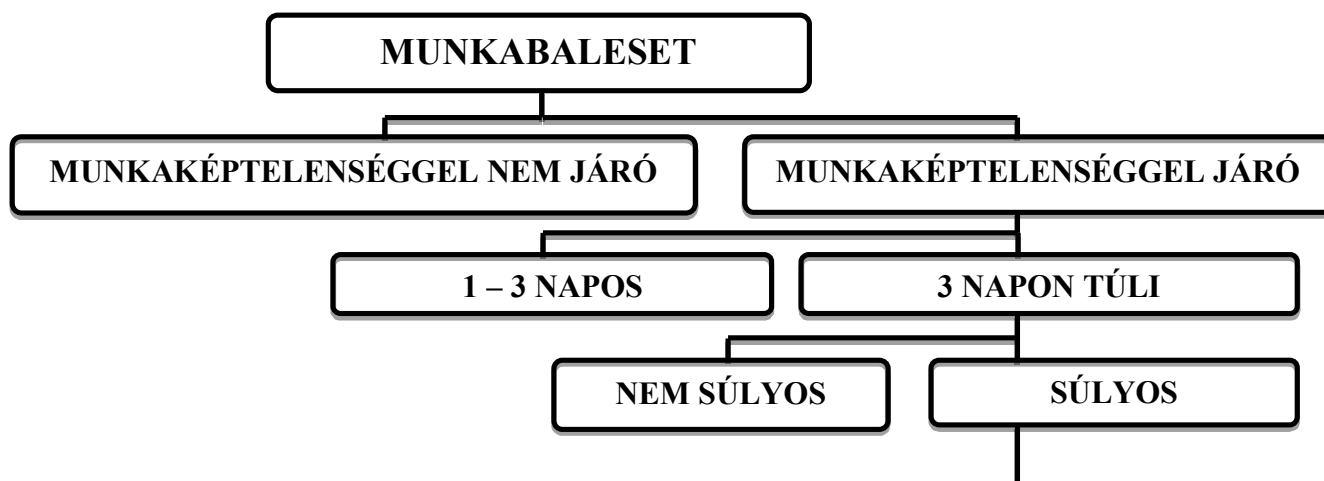 MUNKABALESET
MUNKAKÉPTELENSÉGGEL NEM JÁRÓ
MUNKAKÉPTELENSÉGGEL JÁRÓ
1 – 3 NAPOS
3 NAPON TÚLI
NEM SÚLYOS
SÚLYOS